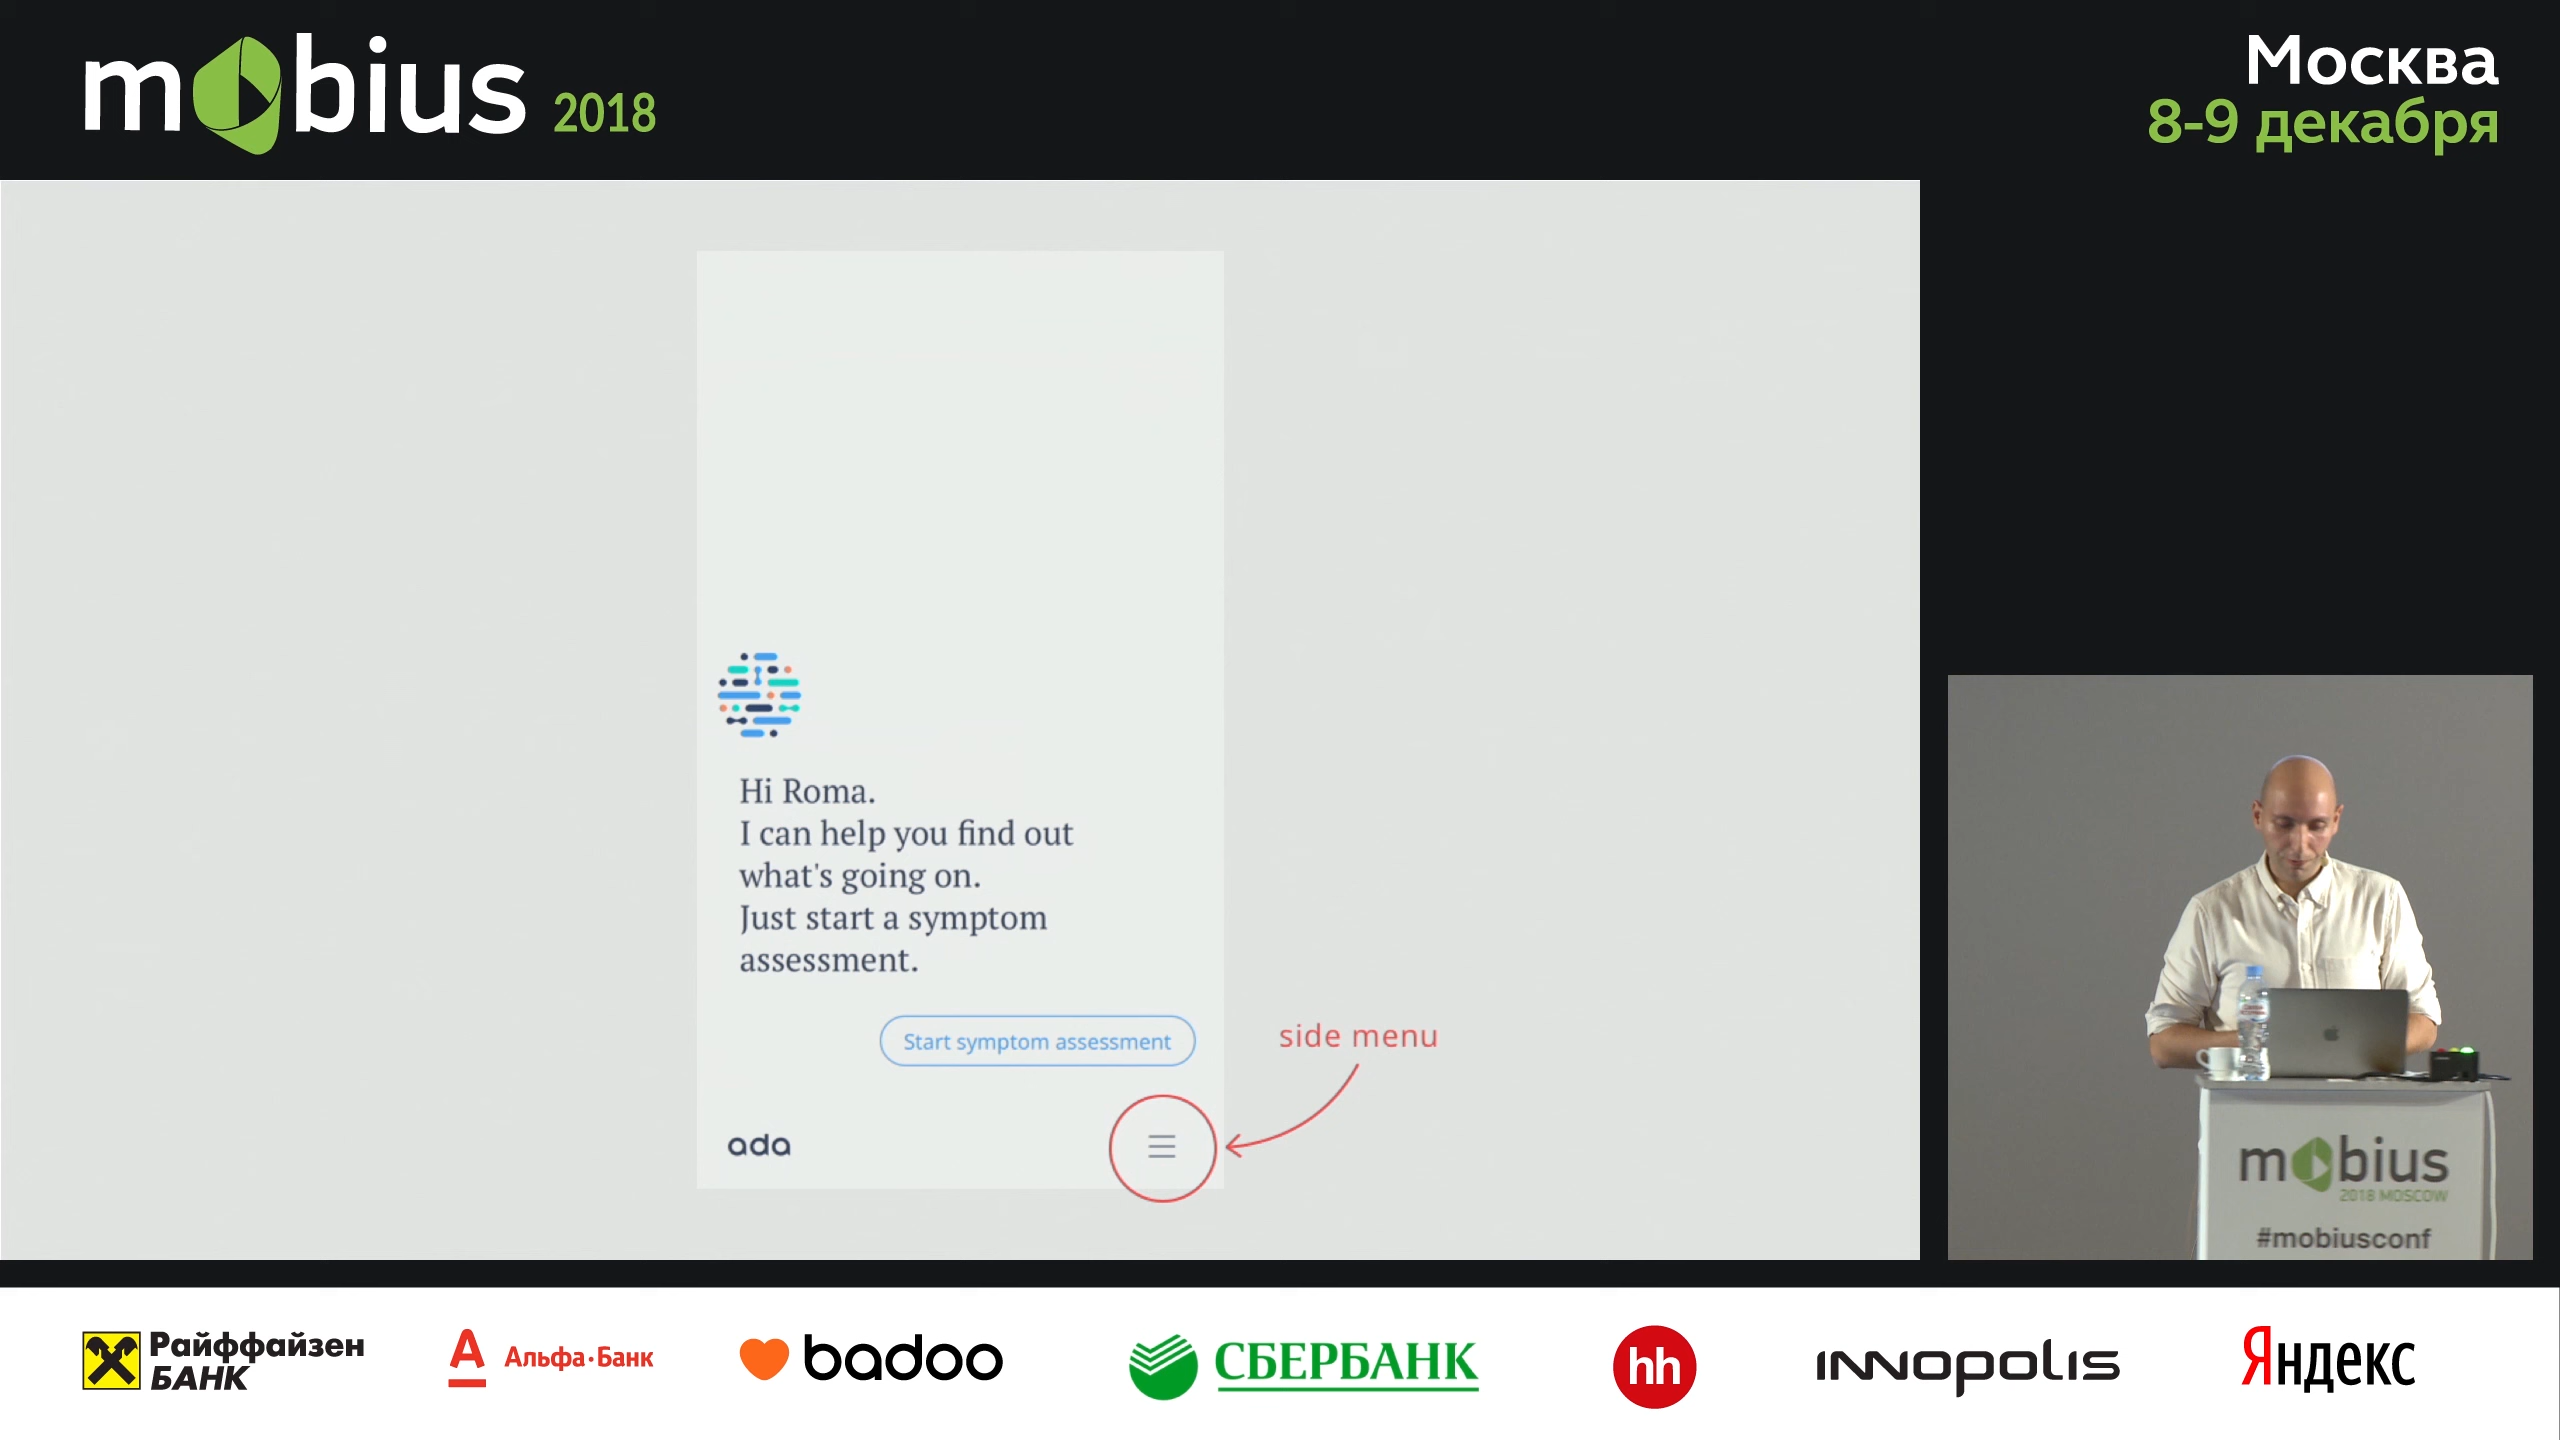 mobius 2018
Москва
8-9 декабря
Hi Roma.
I can help you find out
what's going on.
Just start a symptom
assessment.
Start symptom assessment
side menu
ada
mobius
2018 MOSCOW
#mobiusconf
Райффайзен
БАНК
Альфа·Банк
badoo
СБЕРБАНК
hh
INNOPOLIS
Яндекс